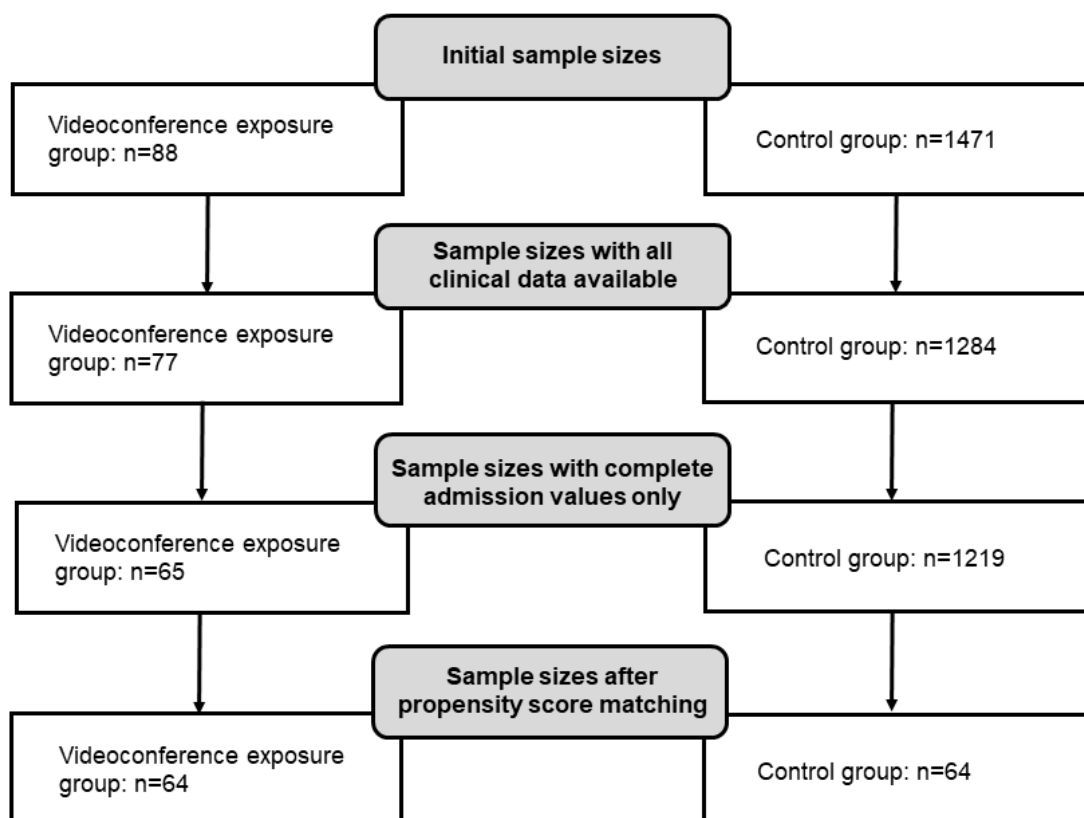 Initial sample sizes
Videoconference exposure
group: n=88
Control group: n=1471
Sample sizes with all
clinical data available
Videoconference exposure
group: n=77
Control group: n=1284
Sample sizes with complete
admission values only
Videoconference exposure
group: n=65
Control group: n=1219
Sample sizes after
propensity score matching
Videoconference exposure
group: n=64
Control group: n=64